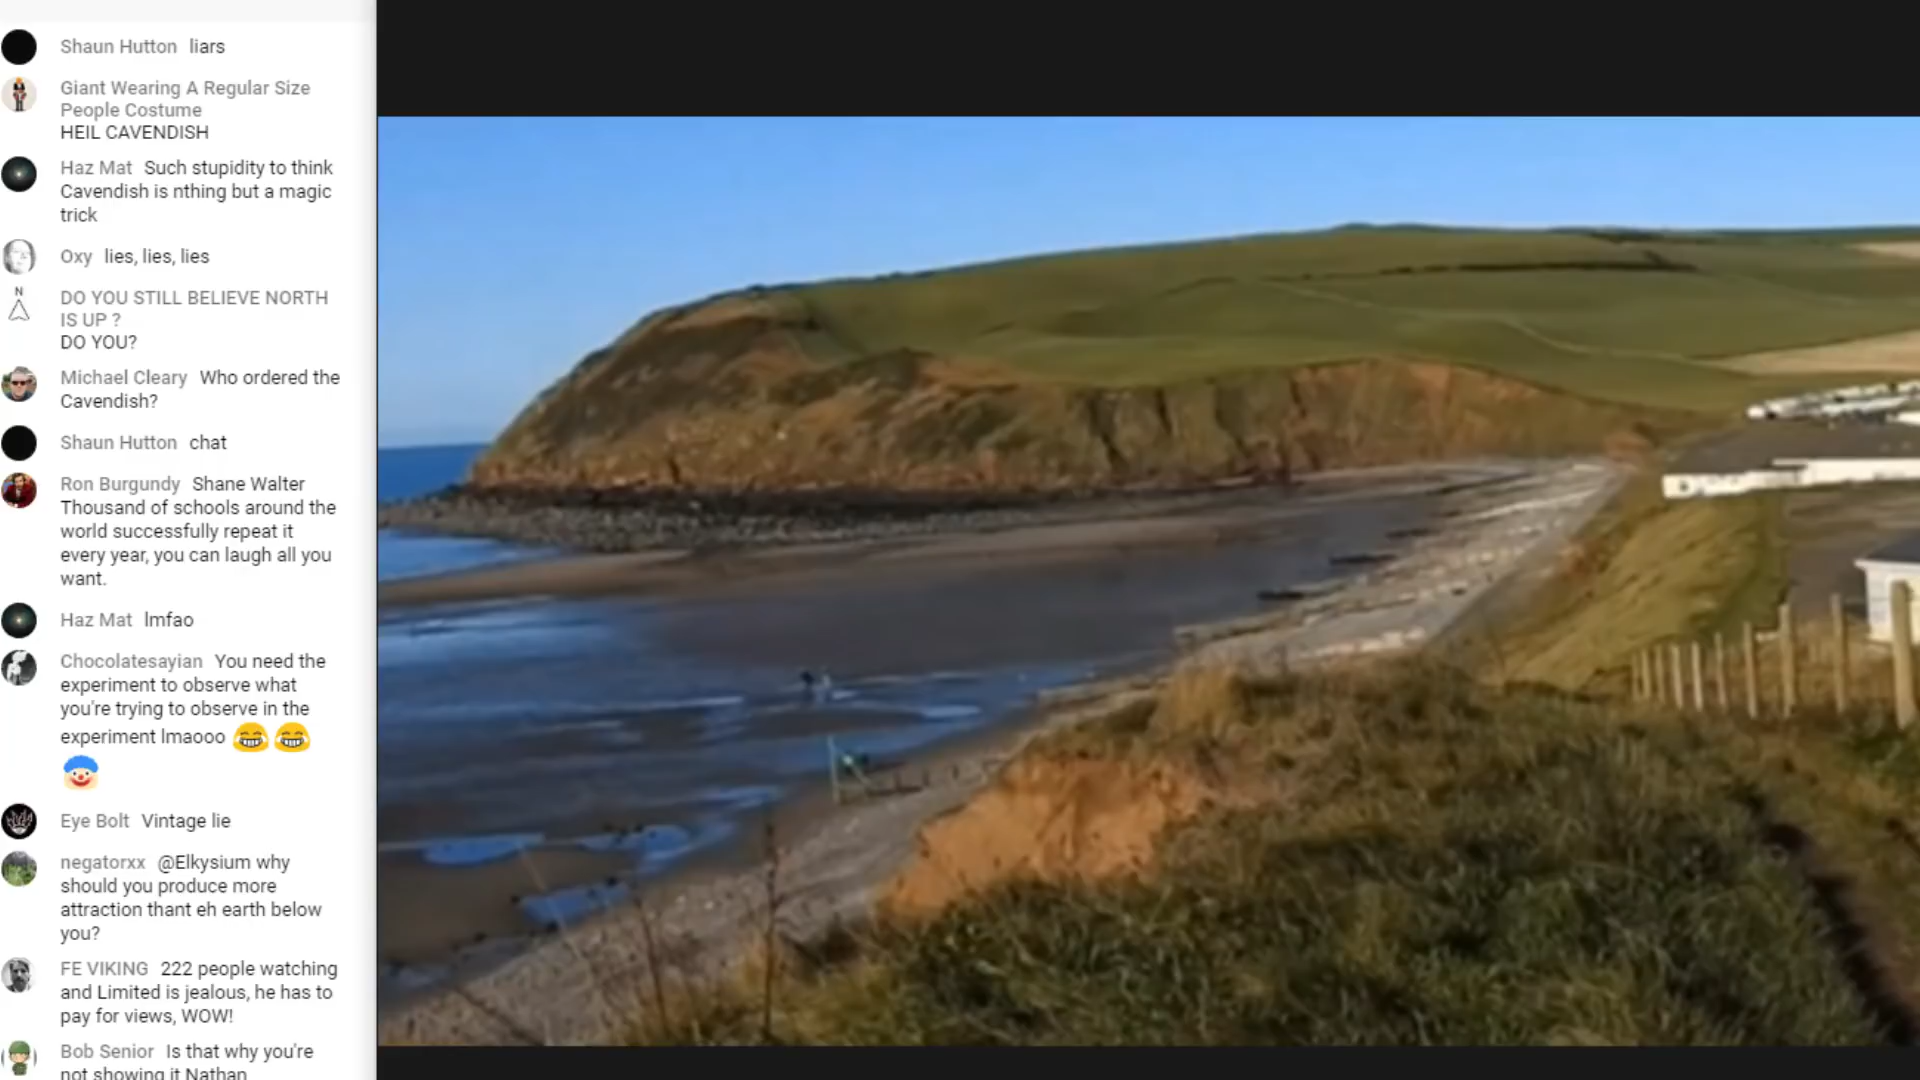 Shaun Hutton liars
Giant Wearing A Regular Size
People Costume
HEIL CAVENDISH
Haz Mat Such stupidity to think
Cavendish is nthing but a magic
trick
Oxy lies, lies, lies
N
DO YOU STILL BELIEVE NORTH
IS UP ?
DO YOU?
Michael Cleary Who ordered the
Cavendish?
Shaun Hutton chat
Ron Burgundy Shane Walter
Thousand of schools around the
world successfully repeat it
every year, you can laugh all you
want.
Haz Mat lmfao
Chocolatesayian You need the
experiment to observe what
you're trying to observe in the
experiment lmaooo 😂 😂
🤡
Eye Bolt Vintage lie
negatorxx @Elkysium why
should you produce more
attraction thant eh earth below
you?
FE VIKING 222 people watching
and Limited is jealous, he has to
pay for views, WOW!
Bob Senior Is that why you're
not showing it Nathan